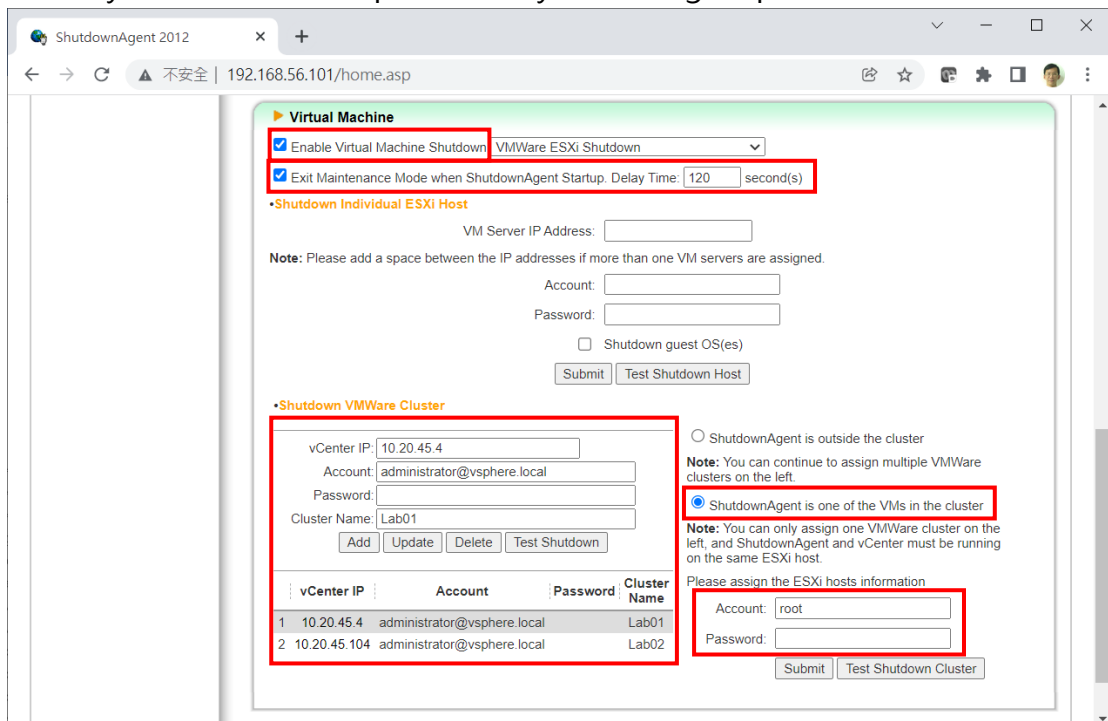 ShutdownAgent 2012
不安全 | 192.168.56.101/home.asp
Virtual Machine
Enable Virtual Machine Shutdown VMWare ESXi Shutdown
Exit Maintenance Mode when ShutdownAgent Startup. Delay Time: 120 second(s)
•Shutdown Individual ESXi Host
VM Server IP Address:
Note: Please add a space between the IP addresses if more than one VM servers are assigned.
Account:
Password:
Shutdown guest OS(es)
Submit Test Shutdown Host
•Shutdown VMWare Cluster
vCenter IP: 10.20.45.4
Account: administrator@vsphere.local
Password:
Cluster Name: Lab01
Add Update Delete Test Shutdown
vCenter IP Account Password Cluster Name
1 10.20.45.4 administrator@vsphere.local Lab01
2 10.20.45.104 administrator@vsphere.local Lab02
ShutdownAgent is outside the cluster
Note: You can continue to assign multiple VMWare
clusters on the left.
ShutdownAgent is one of the VMs in the cluster
Note: You can only assign one VMWare cluster on the
left, and ShutdownAgent and vCenter must be running
on the same ESXi host.
Please assign the ESXi hosts information
Account: root
Password:
Submit Test Shutdown Cluster